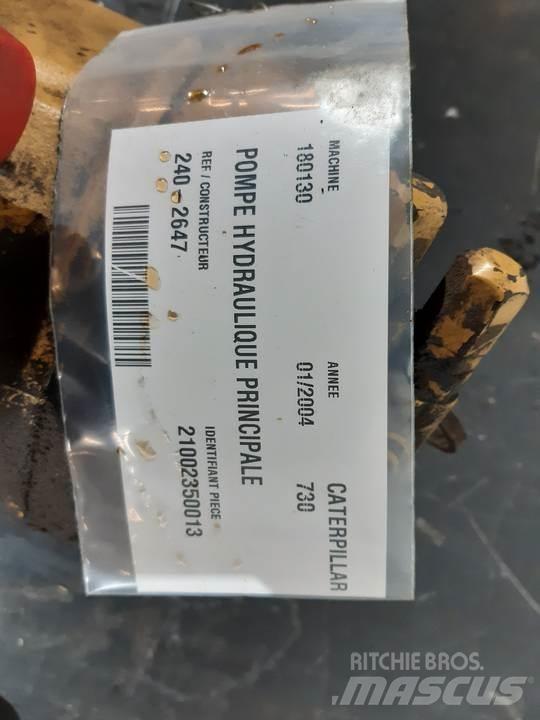 CATERPILLAR
MACHINE ANNEE
180130 01/2004 730
POMPE HYDRAULIQUE PRINCIPALE
REF / CONSTRUCTEUR IDENTIFIANT PIECE
240-2647 21002350013
RITCHIE BROS.
MASCUS